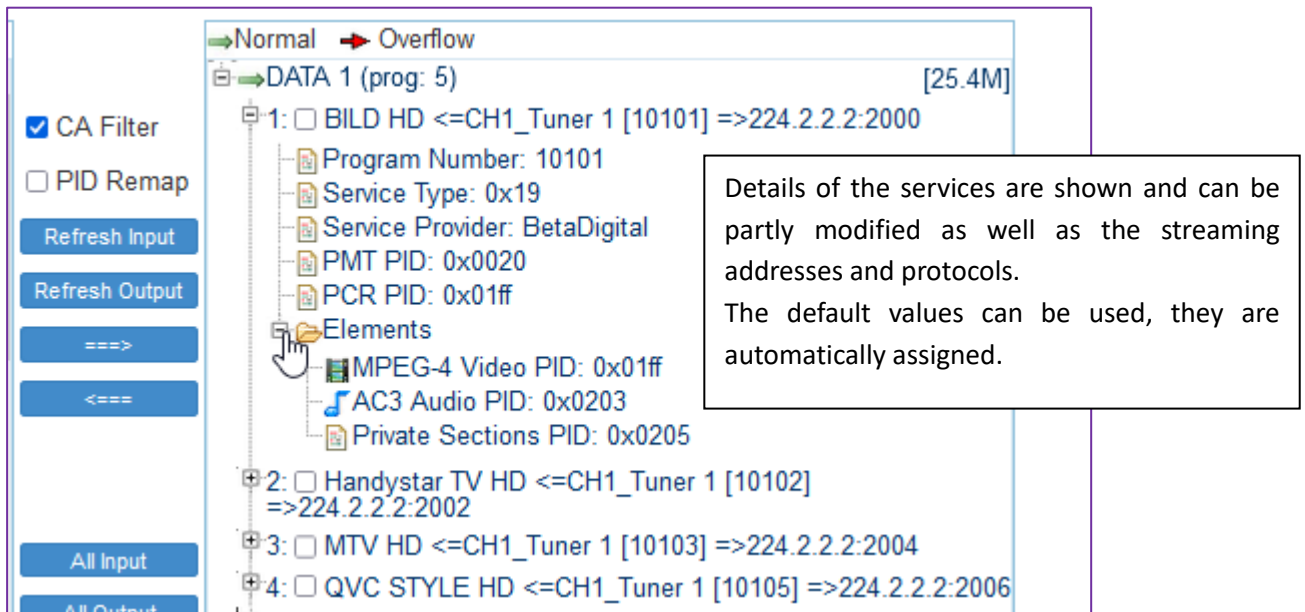 Normal Overflow
DATA 1 (prog: 5) [25.4M]
CA Filter
PID Remap
Refresh Input
Refresh Output
===>
<===
All Input
All Output
1: BILD HD <=CH1_Tuner 1 [10101] =>224.2.2.2:2000
Program Number: 10101
Service Type: 0x19
Service Provider: BetaDigital
PMT PID: 0x0020
PCR PID: 0x01ff
Elements
MPEG-4 Video PID: 0x01ff
AC3 Audio PID: 0x0203
Private Sections PID: 0x0205
2: Handystar TV HD <=CH1_Tuner 1 [10102]
=>224.2.2.2:2002
3: MTV HD <=CH1_Tuner 1 [10103] =>224.2.2.2:2004
4: QVC STYLE HD <=CH1_Tuner 1 [10105] =>224.2.2.2:2006
Details of the services are shown and can be
partly modified as well as the streaming
addresses and protocols.
The default values can be used, they are
automatically assigned.